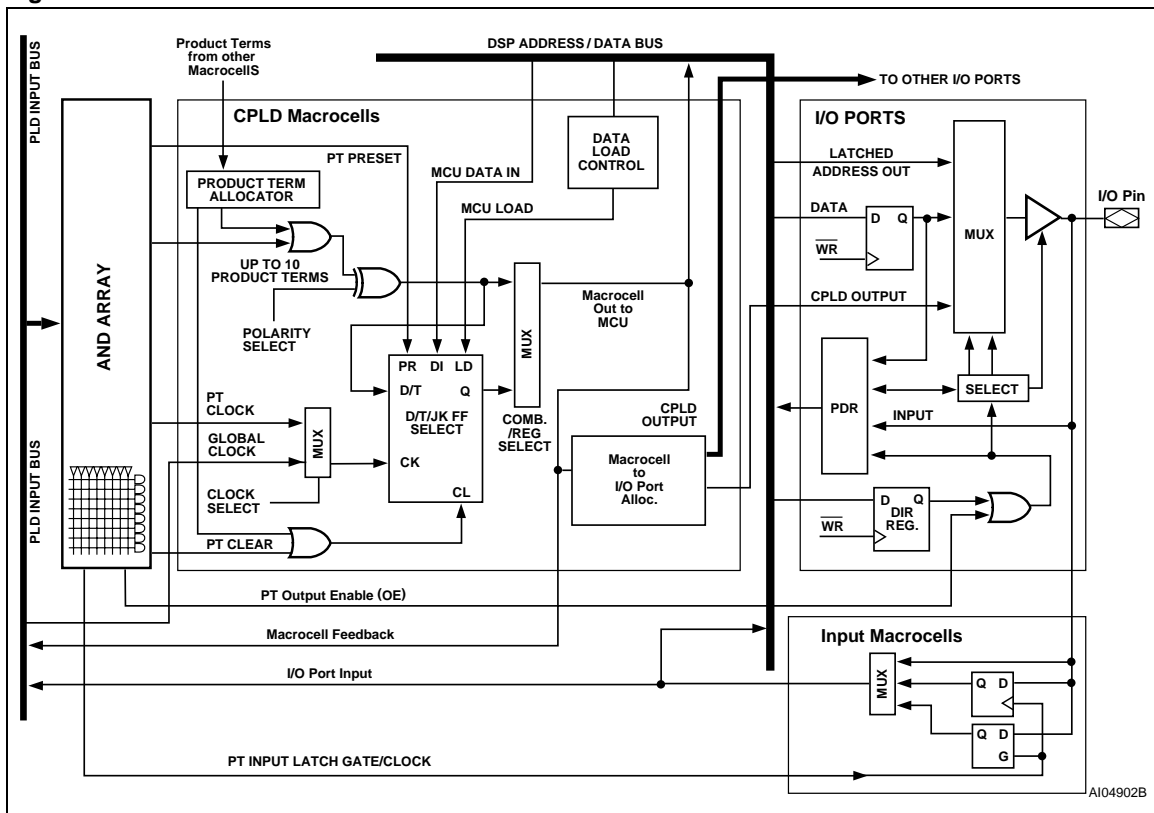 Product Terms
from other
MacrocellS
DSP ADDRESS / DATA BUS
TO OTHER I/O PORTS
PLD INPUT BUS
PLD INPUT BUS
AND ARRAY
CPLD Macrocells
PT PRESET
PRODUCT TERM
ALLOCATOR
MCU DATA IN
MCU LOAD
DATA
LOAD
CONTROL
UP TO 10
PRODUCT TERMS
POLARITY
SELECT
PR DI LD
D/T
Q
D/T/JK FF
SELECT
CK
CL
MUX
COMB.
/REG
SELECT
Macrocell
Out to
MCU
PT
CLOCK
GLOBAL
CLOCK
MUX
CLOCK
SELECT
PT CLEAR
CPLD
OUTPUT
Macrocell
to
I/O Port
Alloc.
PT Output Enable (OE)
Macrocell Feedback
I/O Port Input
PT INPUT LATCH GATE/CLOCK
I/O PORTS
LATCHED
ADDRESS OUT
DATA
D Q
WR
MUX
I/O Pin
CPLD OUTPUT
PDR
SELECT
INPUT
D Q
DIR
REG.
WR
Input Macrocells
MUX
Q D
Q D
G
AI04902B